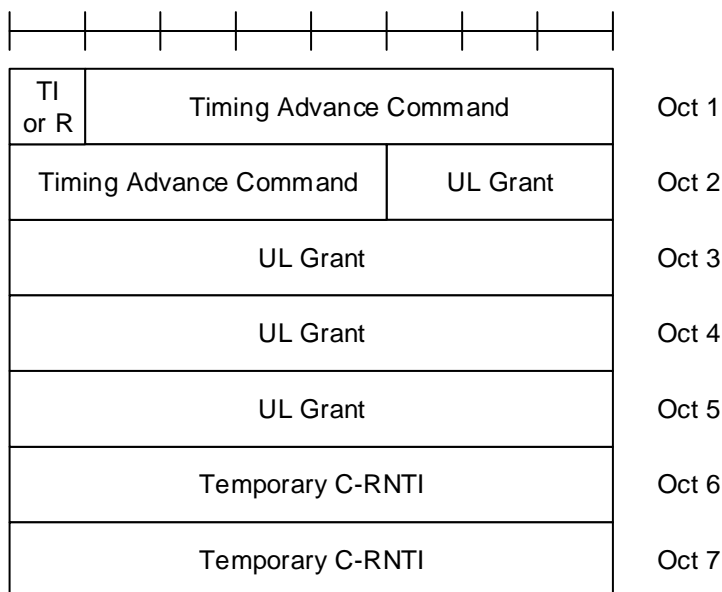 TI
or R
Timing Advance Command
Oct 1
Timing Advance Command
UL Grant
Oct 2
UL Grant
Oct 3
UL Grant
Oct 4
UL Grant
Oct 5
Temporary C-RNTI
Oct 6
Temporary C-RNTI
Oct 7